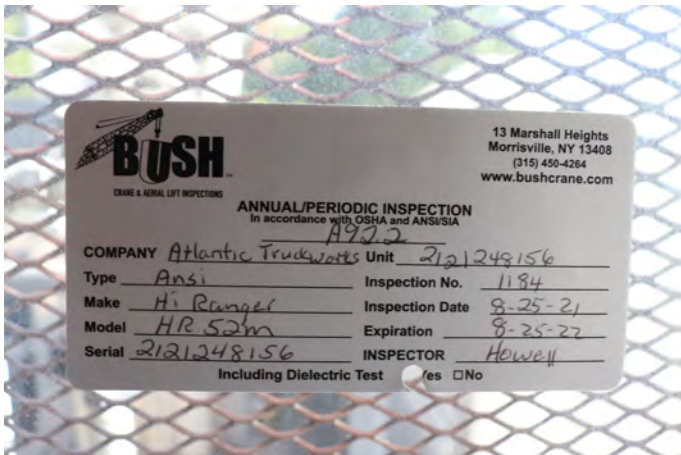 BUSH
CRANE & AERIAL LIFT INSPECTIONS
13 Marshall Heights
Morrisville, NY 13408
(315) 450-4264
www.bushcrane.com
ANNUAL/PERIODIC INSPECTION
In accordance with OSHA and ANSI/SIA
A92.2
COMPANY Atlantic Truckworks Unit 2121248156
Type Ansi Inspection No. 1184
Make Hi Ranger Inspection Date 8-25-21
Model HR 52m Expiration 8-25-22
Serial 2121248156 INSPECTOR Howell
Including Dielectric Test Yes □No